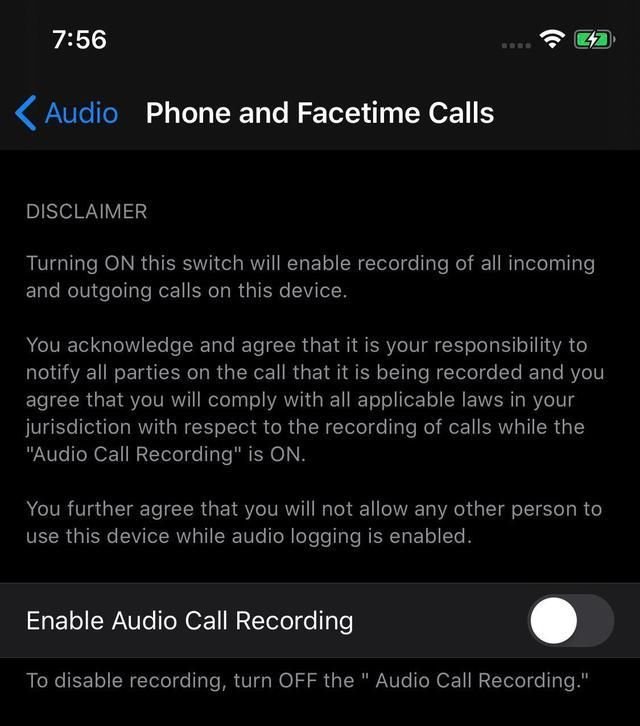 7:56
Audio Phone and Facetime Calls
DISCLAIMER
Turning ON this switch will enable recording of all incoming
and outgoing calls on this device.
You acknowledge and agree that it is your responsibility to
notify all parties on the call that it is being recorded and you
agree that you will comply with all applicable laws in your
jurisdiction with respect to the recording of calls while the
"Audio Call Recording" is ON.
You further agree that you will not allow any other person to
use this device while audio logging is enabled.
Enable Audio Call Recording
To disable recording, turn OFF the " Audio Call Recording."